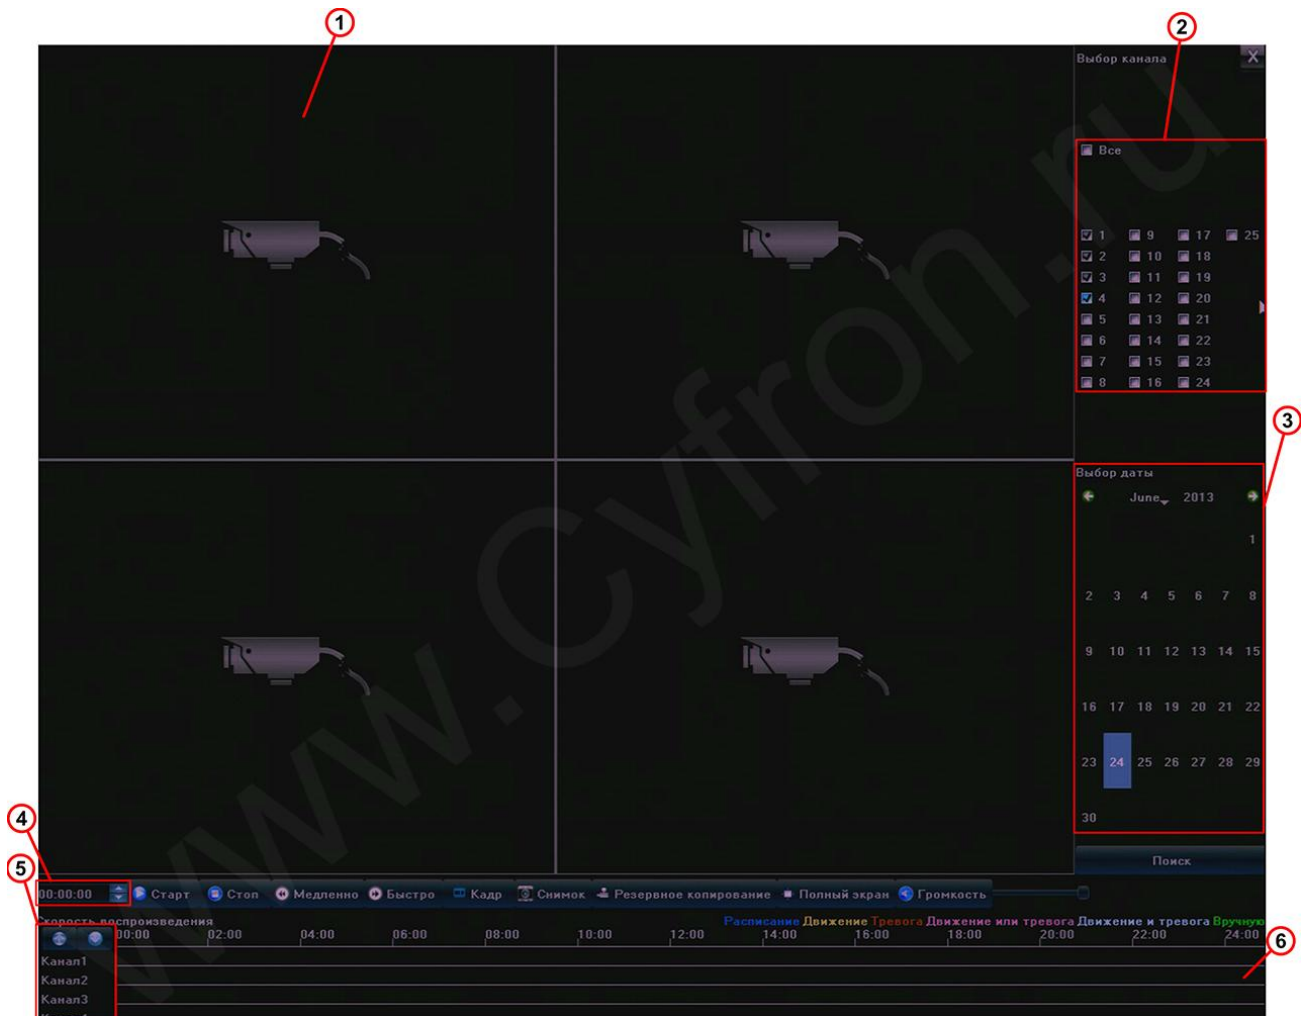 1
2
Выбор канала X
Все
1 9 17 25
2 10 18
3 11 19
4 12 20
5 13 21
6 14 22
7 15 23
8 16 24
3
Выбор даты
June 2013
1
2 3 4 5 6 7 8
9 10 11 12 13 14 15
16 17 18 19 20 21 22
23 24 25 26 27 28 29
30
Поиск
4
5
00:00:00 Старт Стоп Медленно Быстро Кадр Снимок Резервное копирование Полный экран Громкость
Скорость воспроизведения
Расписание Движение Тревога Движение или тревога Движение и тревога Вручную
00:00 02:00 04:00 06:00 08:00 10:00 12:00 14:00 16:00 18:00 20:00 22:00 24:00
6
Канал1
Канал2
Канал3
www.Cyfron.ru